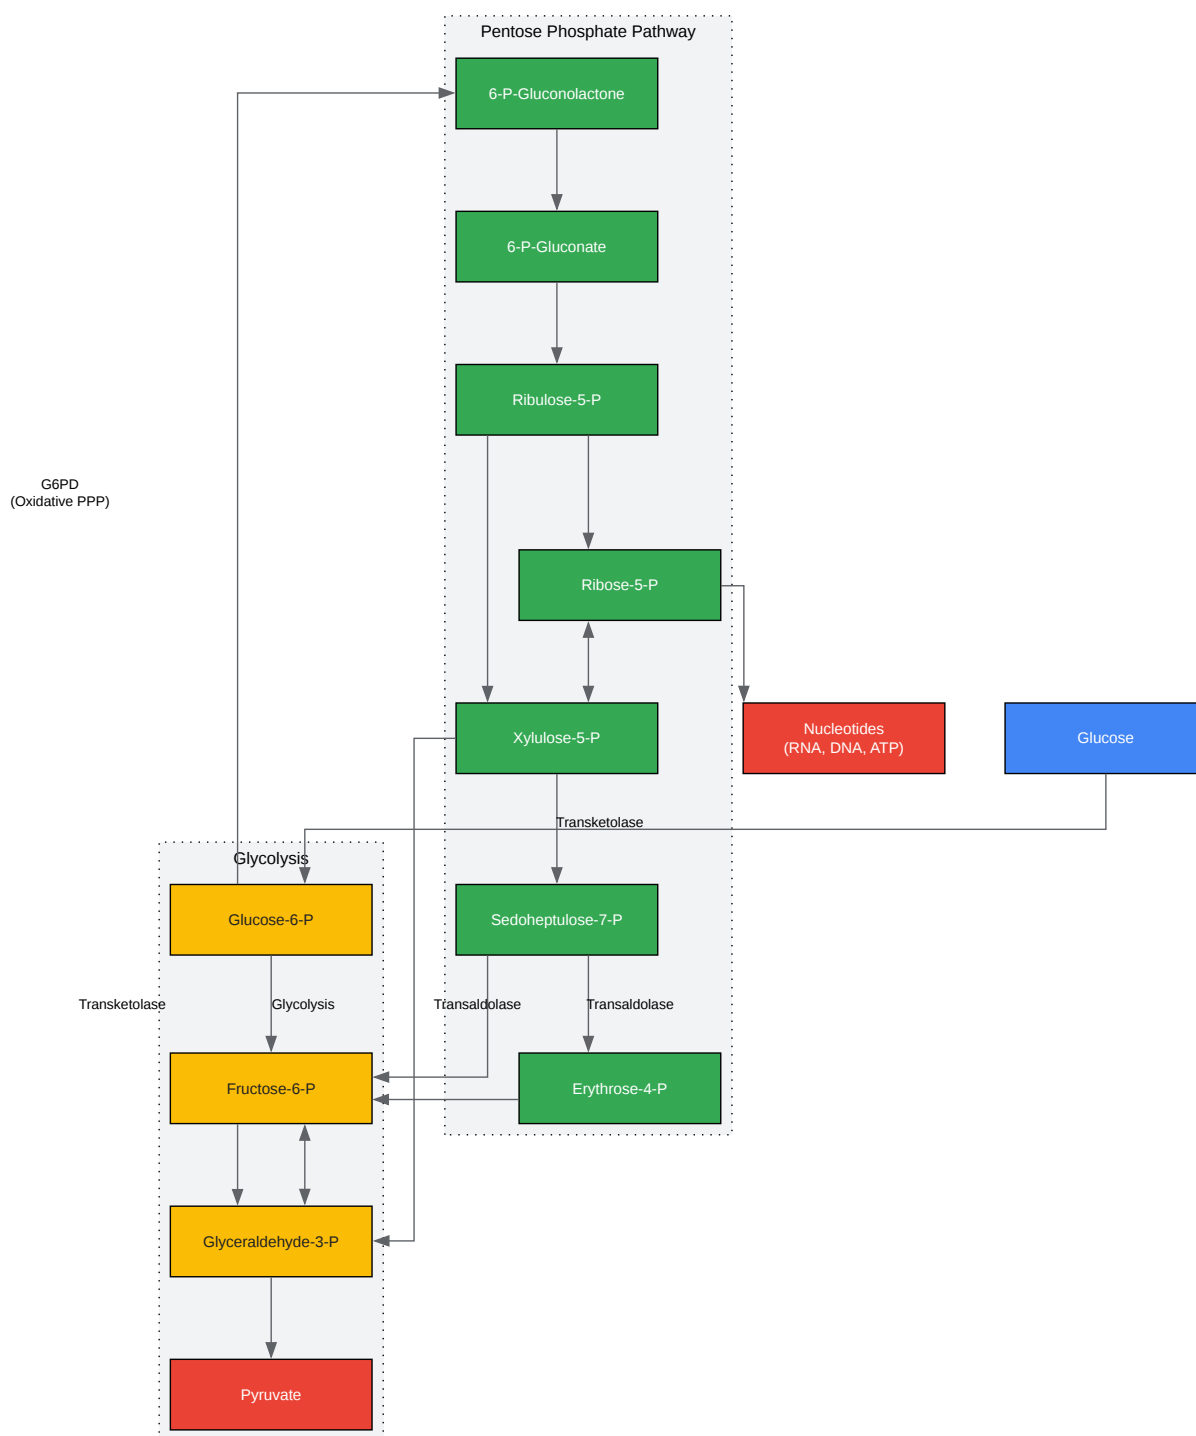 Pentose Phosphate Pathway
6-P-Gluconolactone
6-P-Gluconate
Ribulose-5-P
G6PD
(Oxidative PPP)
Ribose-5-P
Xylulose-5-P
Nucleotides
(RNA, DNA, ATP)
Glucose
Transketolase
Glycolysis
Glucose-6-P
Sedoheptulose-7-P
Transketolase
Glycolysis
Transaldolase
Transaldolase
Fructose-6-P
Erythrose-4-P
Glyceraldehyde-3-P
Pyruvate